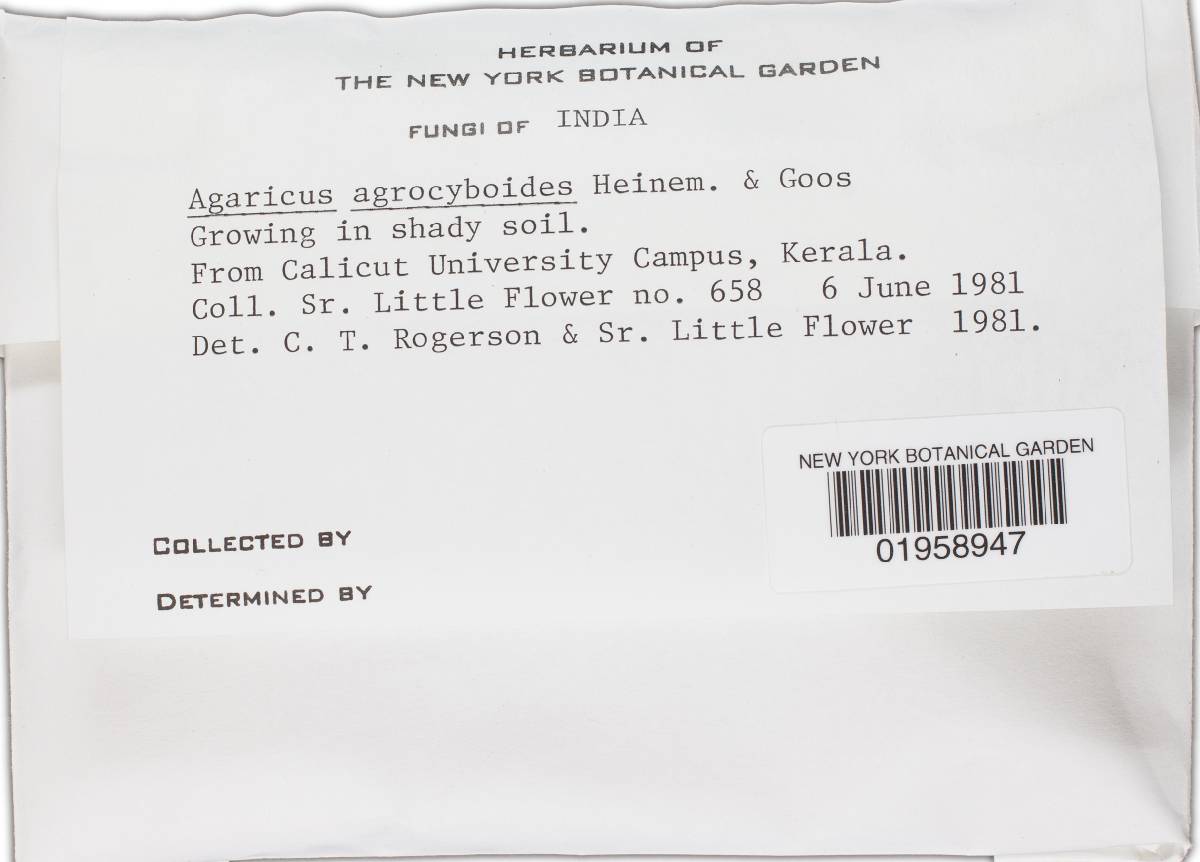 HERBARIUM OF
THE NEW YORK BOTANICAL GARDEN
FUNGI OF INDIA
Agaricus agrocyboides Heinem. & Goos
Growing in shady soil.
From Calicut University Campus, Kerala.
Coll. Sr. Little Flower no. 658 6 June 1981
Det. C. T. Rogerson & Sr. Little Flower 1981.
NEW YORK BOTANICAL GARDEN
01958947
COLLECTED BY
DETERMINED BY